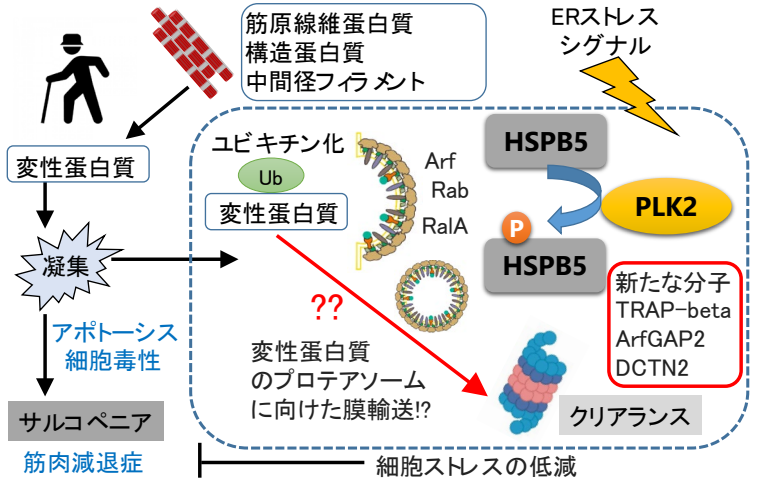 筋原線維蛋白質
構造蛋白質
中間径フィラメント
ERストレス
シグナル
変性蛋白質
凝集
アポトーシス
細胞毒性
サルコペニア
筋肉減退症
ユビキチン化
Ub
変性蛋白質
Arf
Rab
RalA
??
変性蛋白質
のプロテアソーム
に向けた膜輸送!?
HSPB5
PLK2
P
HSPB5
新たな分子
TRAP-beta
ArfGAP2
DCTN2
クリアランス
細胞ストレスの低減